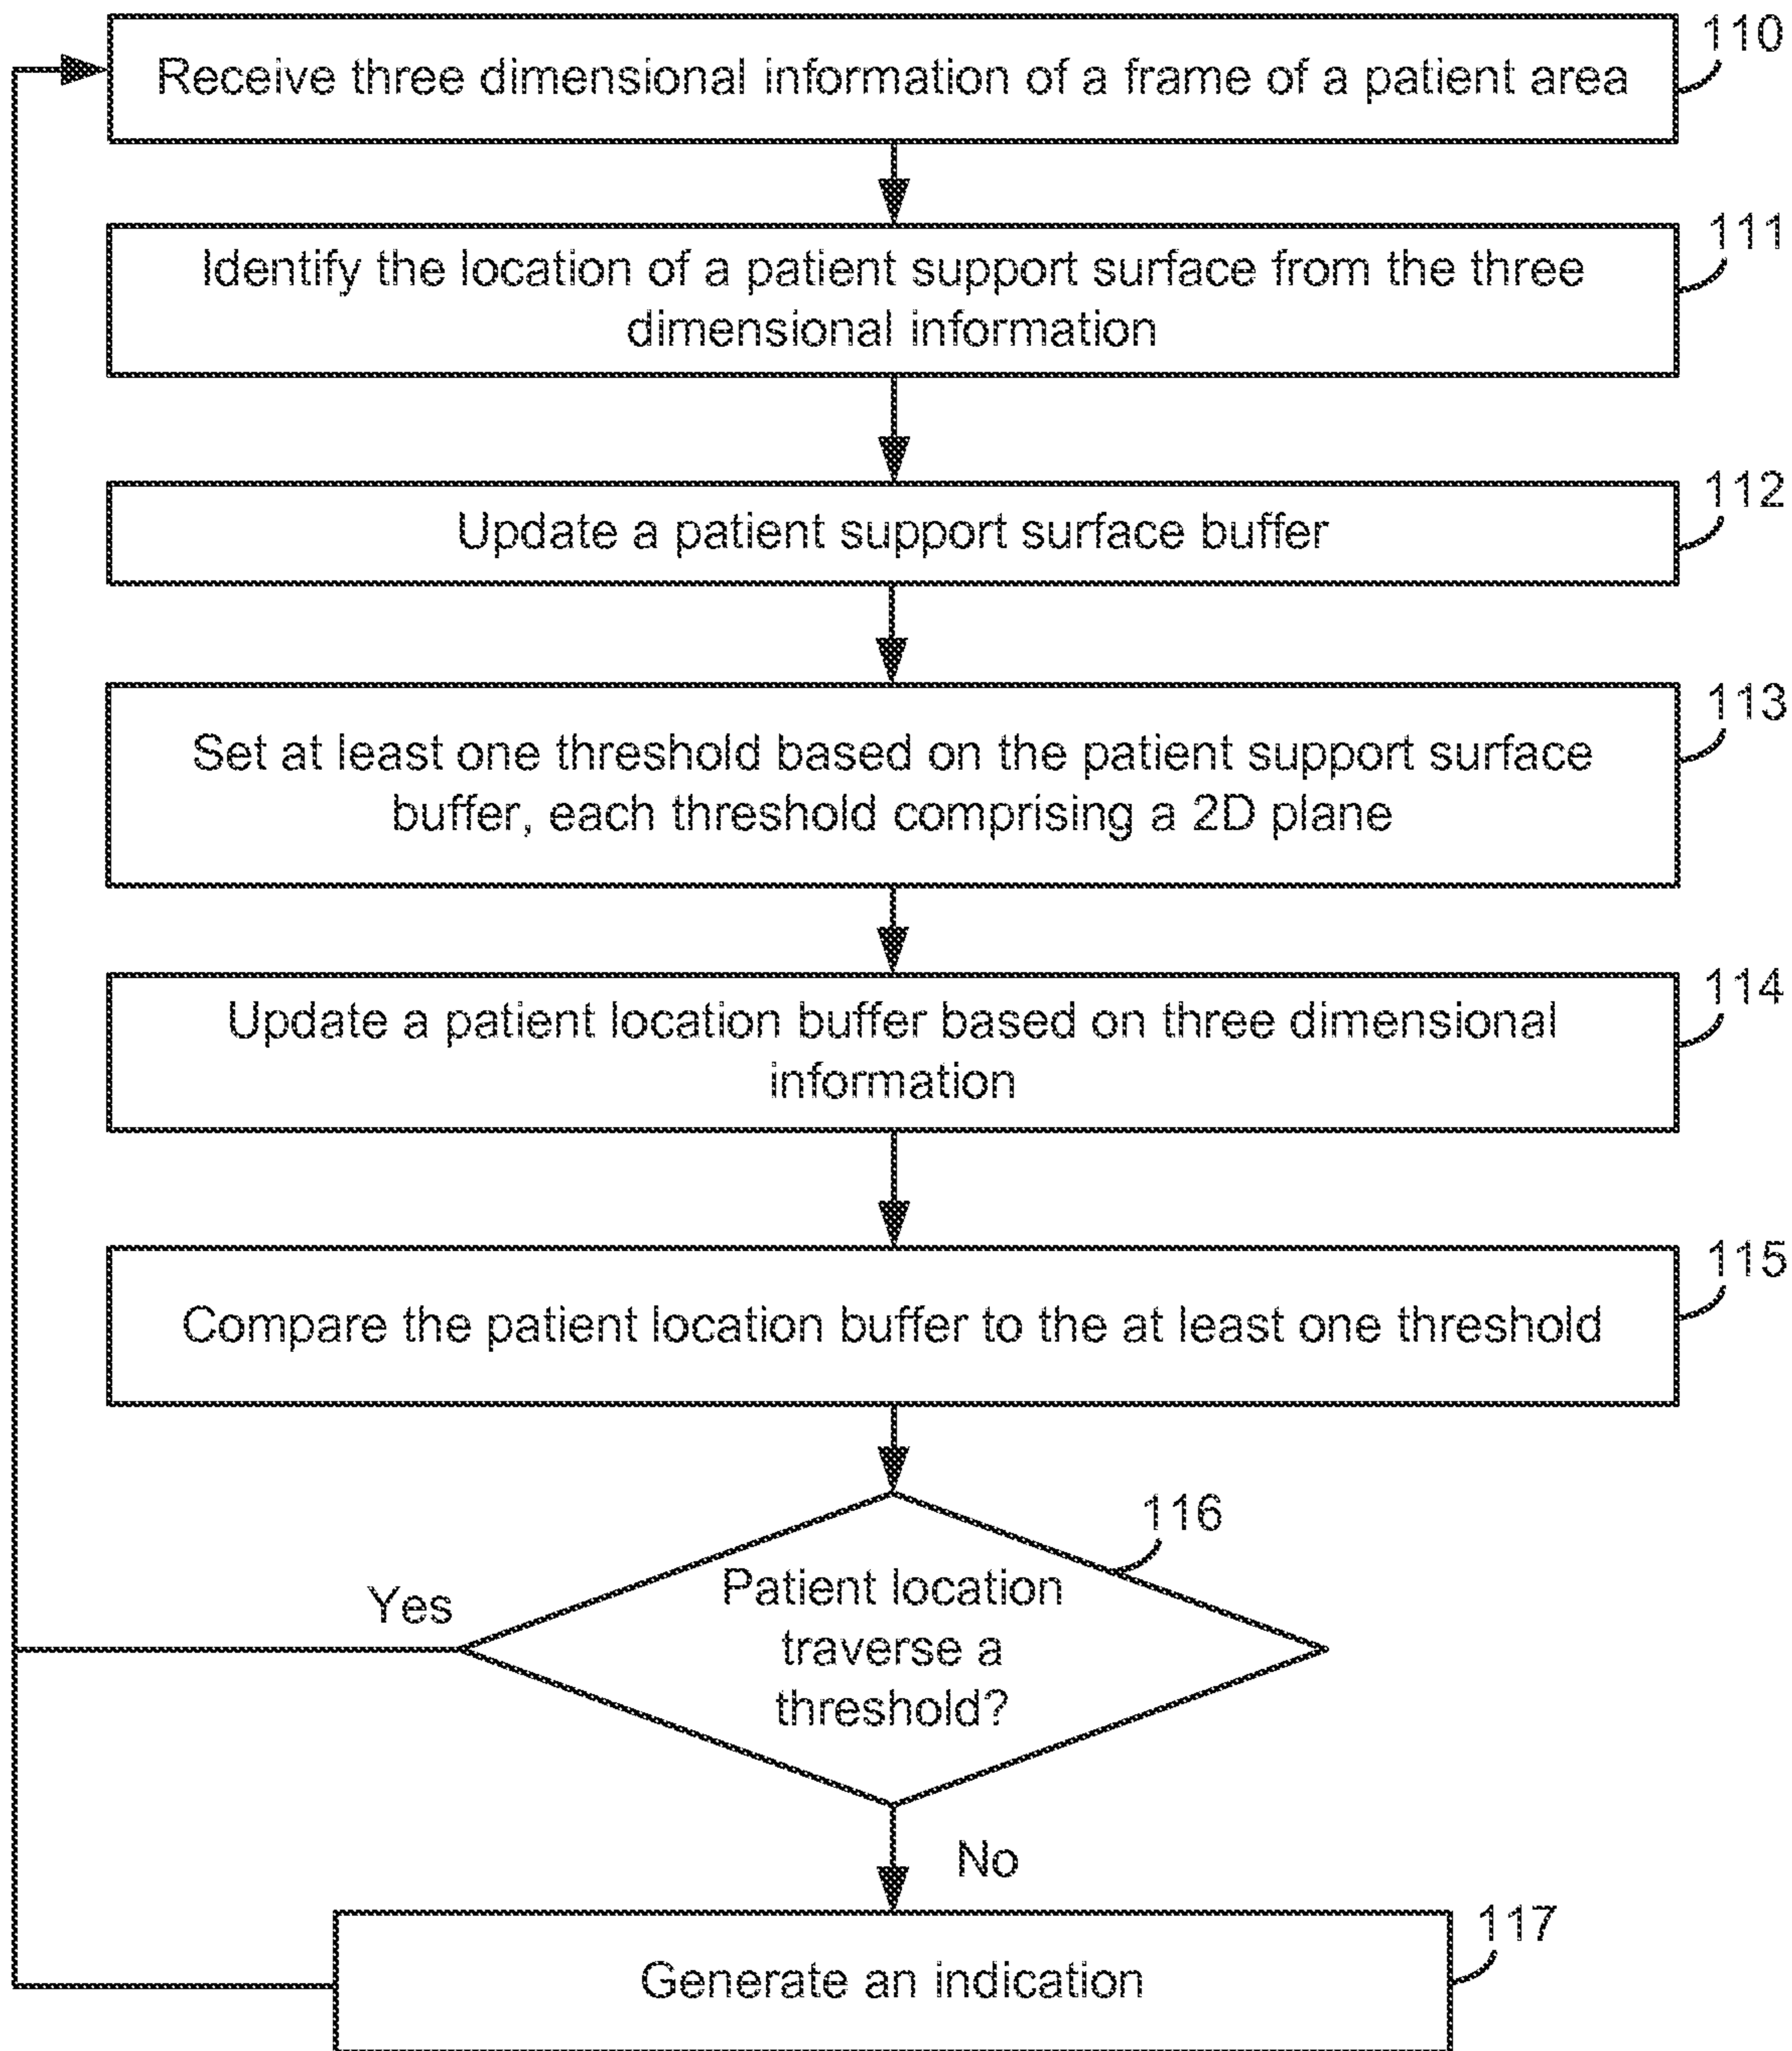 110
Receive three dimensional information of a frame of a patient area
111
Identify the location of a patient support surface from the three
dimensional information
112
Update a patient support surface buffer
113
Set at least one threshold based on the patient support surface
buffer, each threshold comprising a 2D plane
114
Update a patient location buffer based on three dimensional
information
115
Compare the patient location buffer to the at least one threshold
116
Patient location
traverse a
threshold?
Yes
No
117
Generate an indication